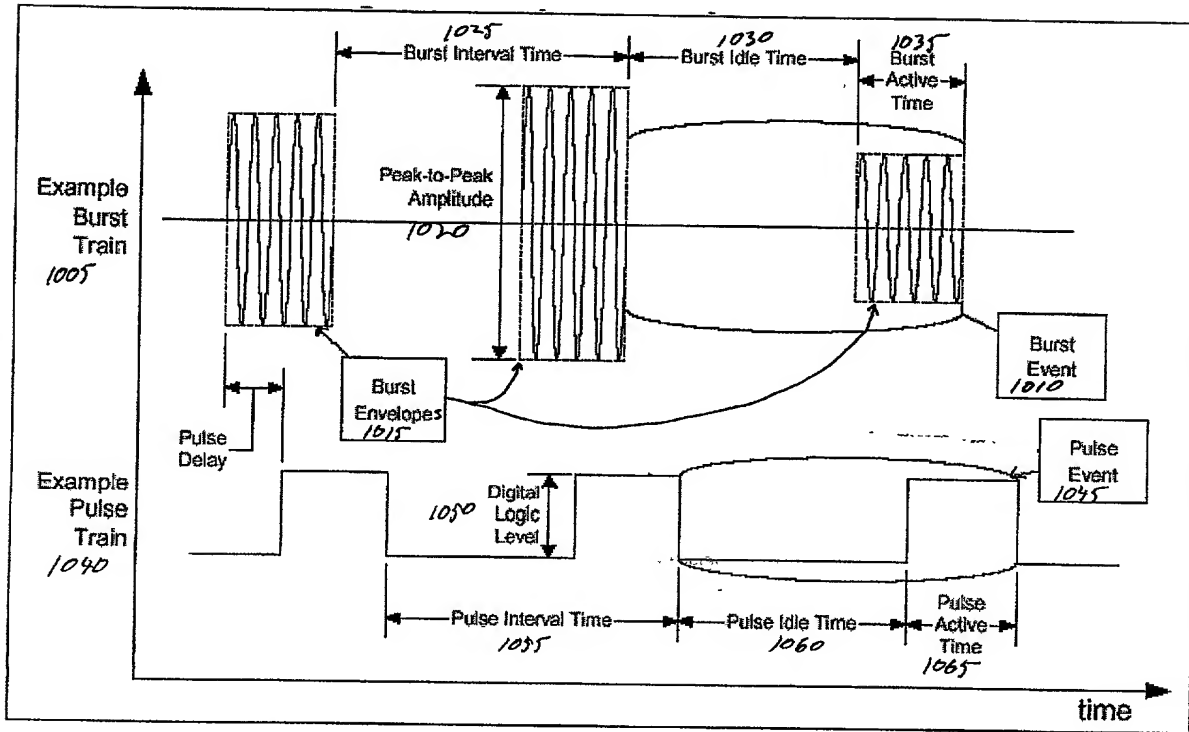 1025
Burst Interval Time
1030
Burst Idle Time
1035
Burst
Active
Time
Example
Burst
Train
1005
Peak-to-Peak
Amplitude
1020
Burst
Event
1010
Burst
Envelopes
1015
Pulse
Delay
Pulse
Event
1045
Example
Pulse
Train
1040
1050
Digital
Logic
Level
Pulse Interval Time
1055
Pulse Idle Time
1060
Pulse
Active
Time
1065
time